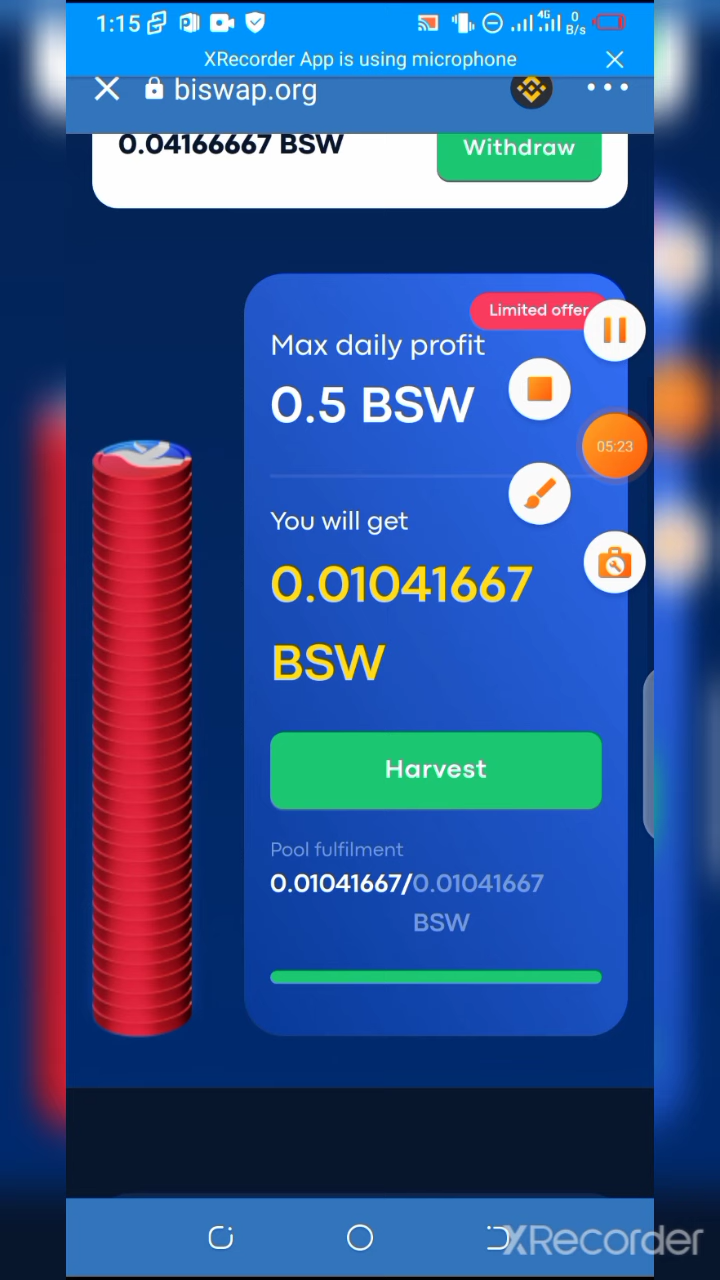 1:15
4G
0
B/s
XRecorder App is using microphone
biswap.org
0.04166667 BSW
Withdraw
Limited offer
Max daily profit
0.5 BSW
05:23
You will get
0.01041667
BSW
Harvest
Pool fulfilment
0.01041667/0.01041667
BSW
XRecorder